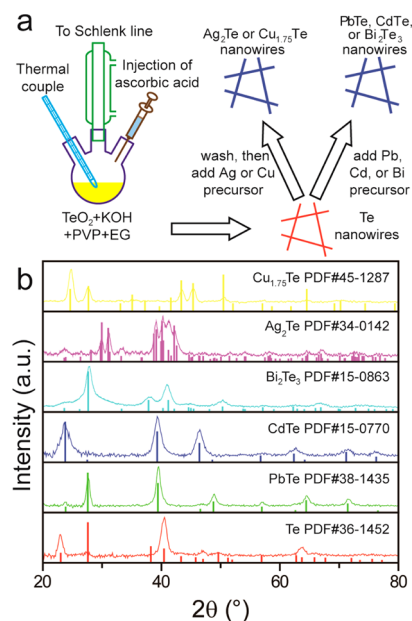 a
To Schlenk line
Thermal
couple
Injection of
ascorbic acid
TeO₂+KOH
+PVP+EG
Ag₂Te or Cu₁.₇₅Te
nanowires
PbTe, CdTe,
or Bi₂Te₃
nanowires
wash, then
add Ag or Cu
precursor
add Pb,
Cd, or Bi
precursor
Te
nanowires
b
Intensity (a.u.)
Cu₁.₇₅Te PDF#45-1287
Ag₂Te PDF#34-0142
Bi₂Te₃ PDF#15-0863
CdTe PDF#15-0770
PbTe PDF#38-1435
Te PDF#36-1452
20 30 40 50 60 70 80
2θ (°)